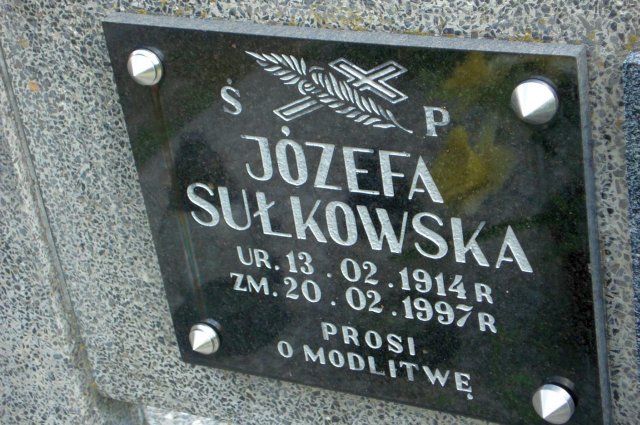 Ś P
JÓZEFA
SUŁKOWSKA
UR. 13 . 02 . 1914 R
ZM. 20 . 02 . 1997 R
PROSI
O MODLITWĘ